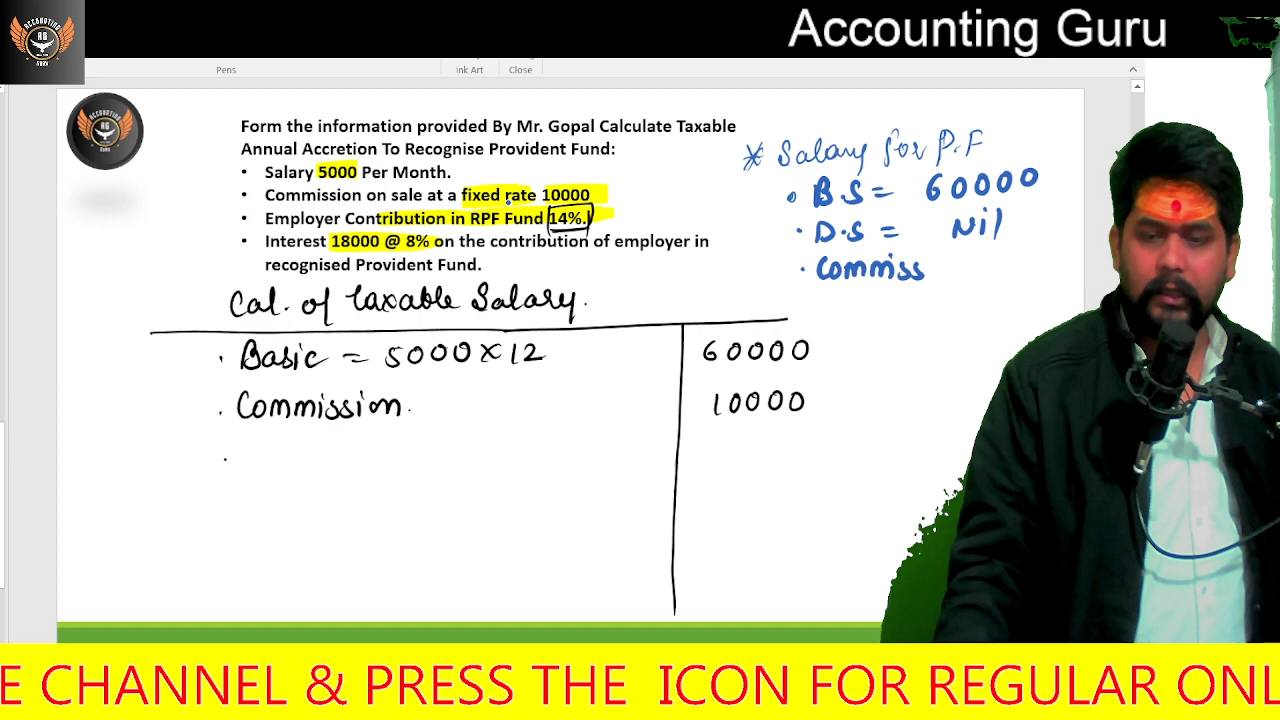 Accounting Guru
ACCOUNTING
AG
GURU
Pens
Ink Art
Close
Form the information provided By Mr. Gopal Calculate Taxable
Annual Accretion To Recognise Provident Fund:
• Salary 5000 Per Month.
• Commission on sale at a fixed rate 10000
• Employer Contribution in RPF Fund 14%.
• Interest 18000 @ 8% on the contribution of employer in
recognised Provident Fund.
* Salary for P.F
• B.S = 60000
• D.S = Nil
• Commiss
Cal. of Taxable Salary.
• Basic = 5000 × 12 60000
• Commission. 10000
E CHANNEL & PRESS THE ICON FOR REGULAR ONL